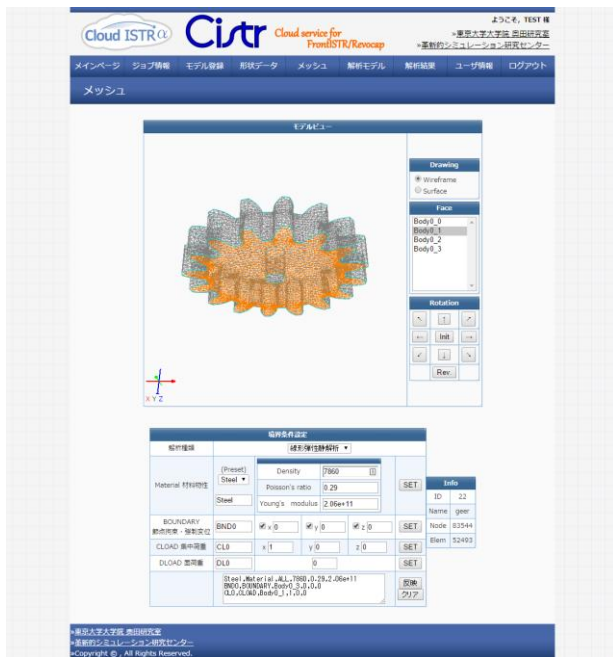 ようこそ, TEST 様
Cloud ISTR α
Cistr
Cloud service for
FrontISTR/Revocap
»東京大学大学院 奥田研究室
»革新的シミュレーション研究センター
メインページ ジョブ情報 モデル登録 形状データ メッシュ 解析モデル 解析結果 ユーザ情報 ログアウト
メッシュ
モデルビュー
Drawing
Wireframe
Surface
Face
Body0_0
Body0_1
Body0_2
Body0_3
Rotation
↖ ↑ ↗
← Init →
↙ ↓ ↘
Rev.
X Y Z
境界条件設定
解析種類 線形弾性静解析
Material 材料物性
(Preset)
Steel
Steel
Density 7860
Poisson's ratio 0.29
Young's modulus 2.06e+11
SET
BOUNDARY
節点拘束・強制変位
BND0 x 0 y 0 z 0 SET
CLOAD 集中荷重 CL0 x 1 y 0 z 0 SET
DLOAD 面荷重 DL0 0 SET
Steel,Material,ALL,7860,0.29,2.06e+11
BND0,BOUNDARY,Body0_3,0,0,0
CL0,CLOAD,Body0_1,1,0,0
反映
クリア
Info
ID 22
Name geer
Node 83544
Elem 52493
»東京大学大学院 奥田研究室
»革新的シミュレーション研究センター
»Copyright © , All Rights Reserved.